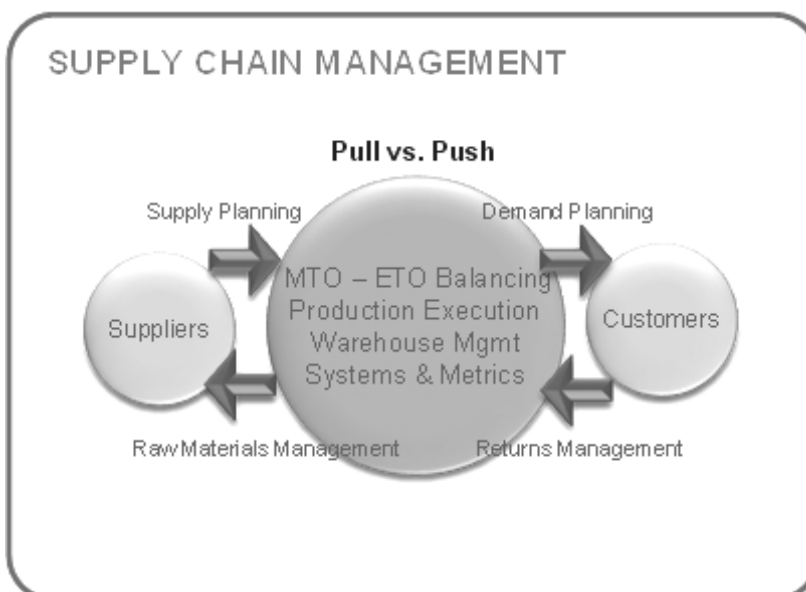 SUPPLY CHAIN MANAGEMENT
Pull vs. Push
Supply Planning
Demand Planning
MTO – ETO Balancing
Production Execution
Warehouse Mgmt
Systems & Metrics
Suppliers
Customers
Raw Materials Management
Returns Management